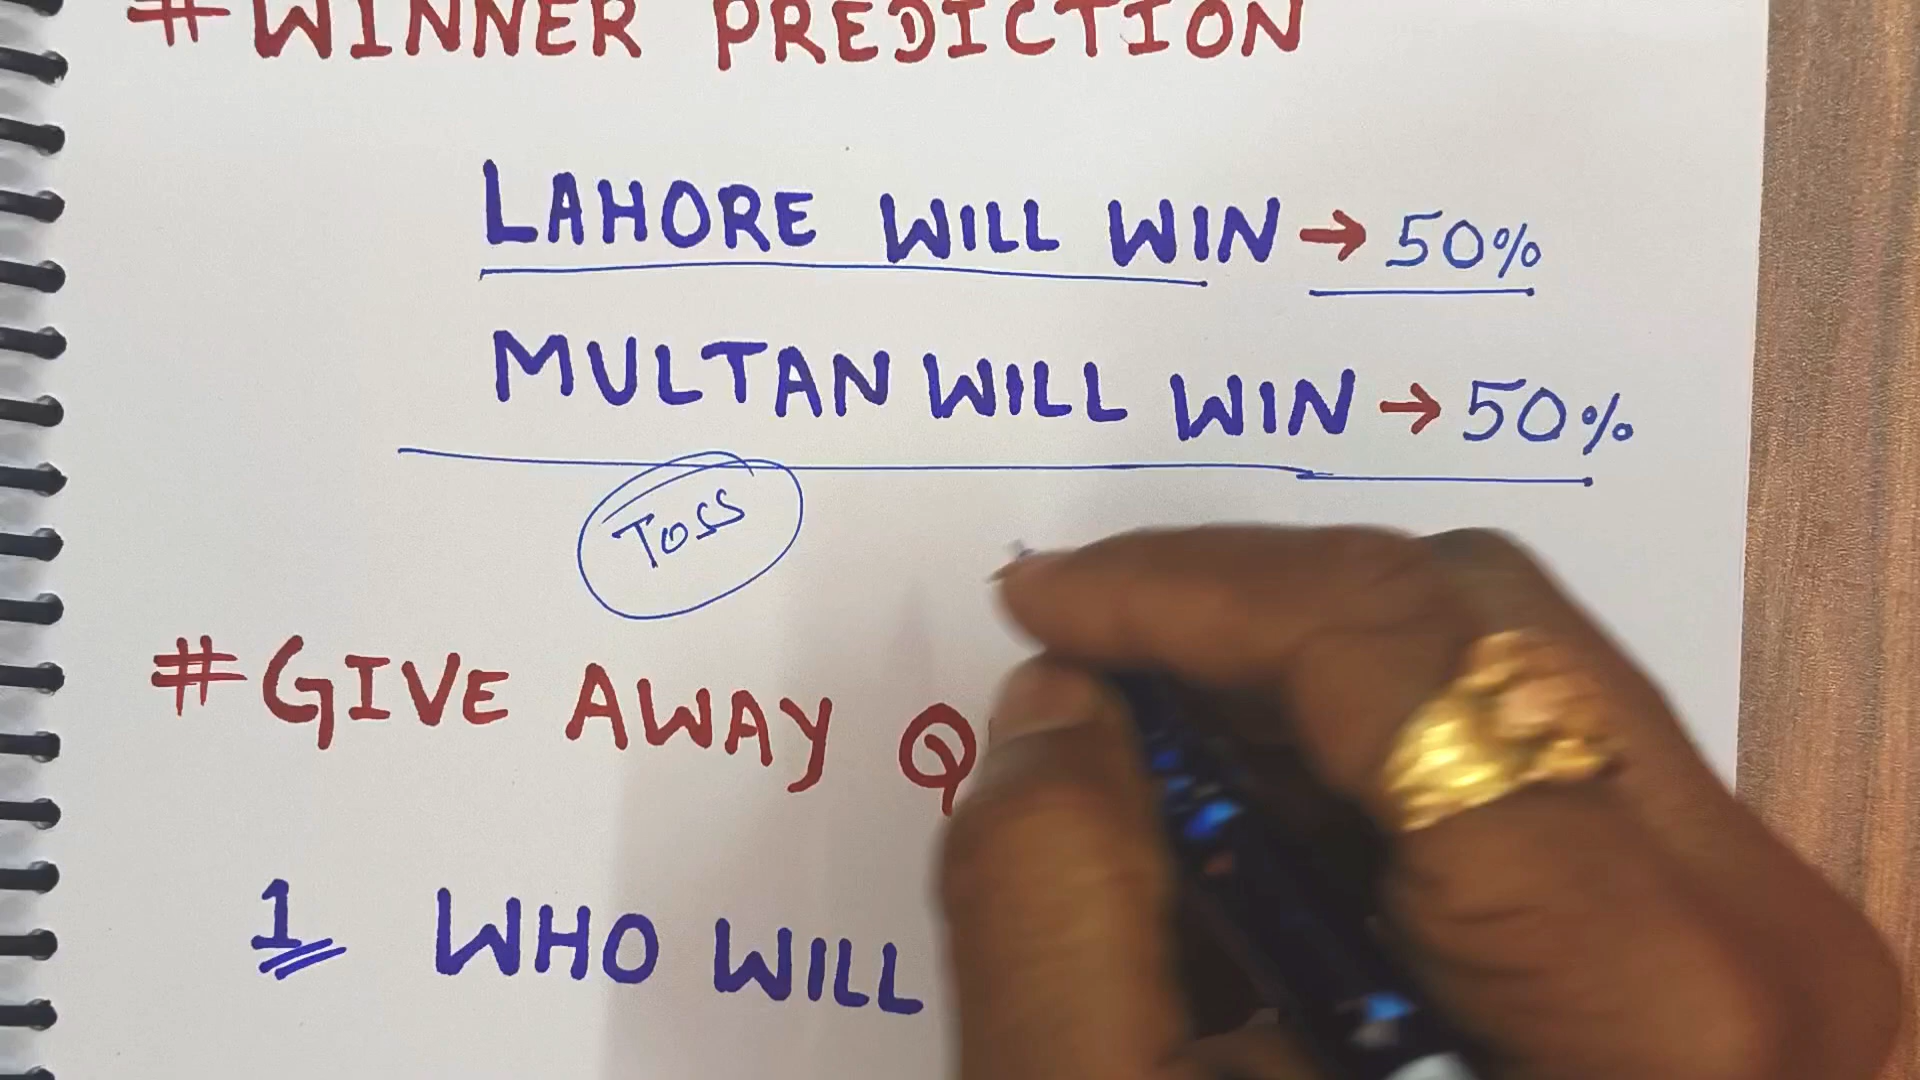 #WINNER PREDICTION
LAHORE WILL WIN → 50%
MULTAN WILL WIN → 50%
Toss
#GIVE AWAY
1 WHO WILL